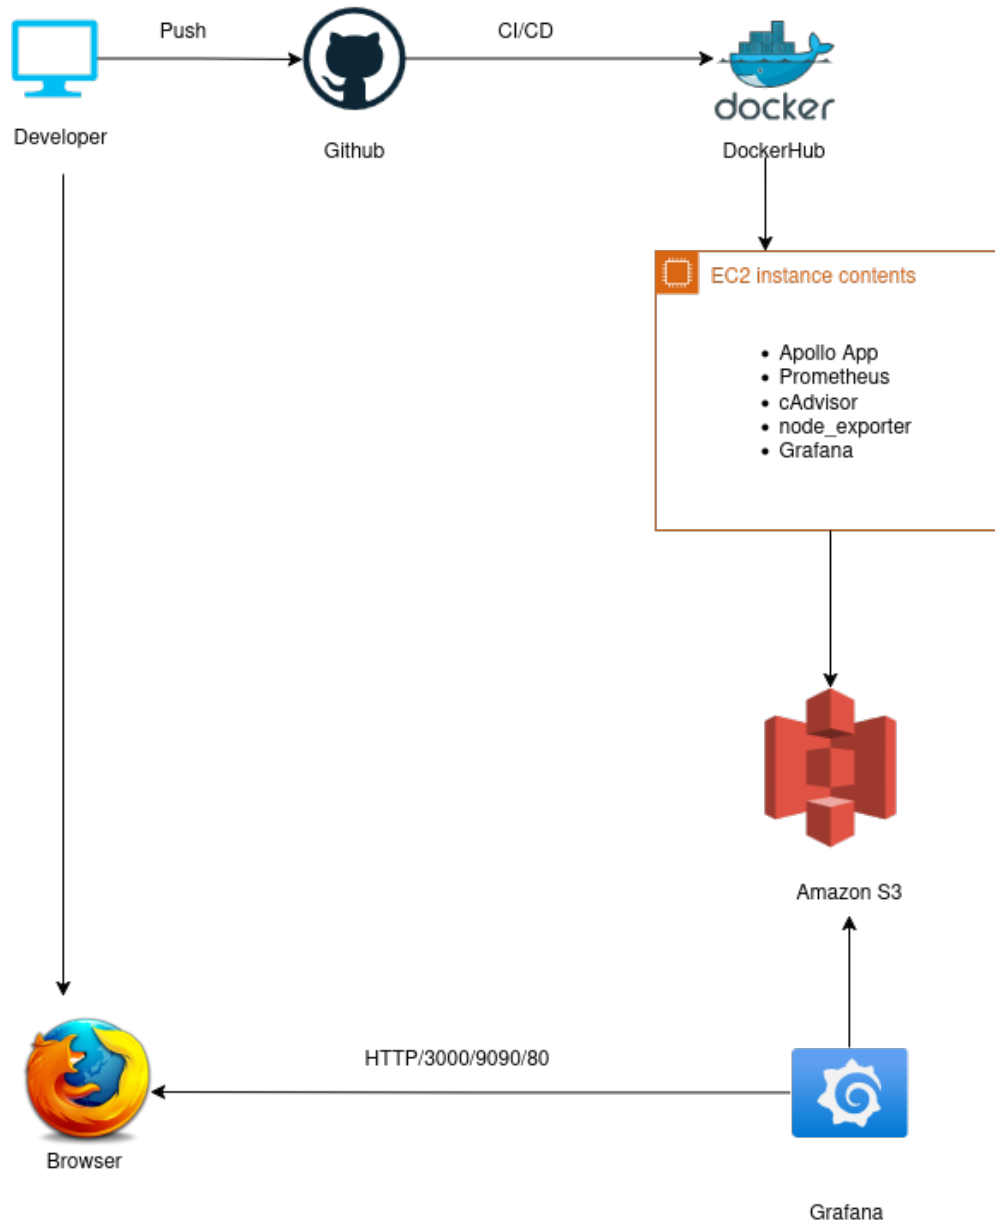 Push
CI/CD
docker
Developer
Github
DockerHub
EC2 instance contents
Apollo App
Prometheus
cAdvisor
node_exporter
Grafana
Amazon S3
HTTP/3000/9090/80
Browser
Grafana